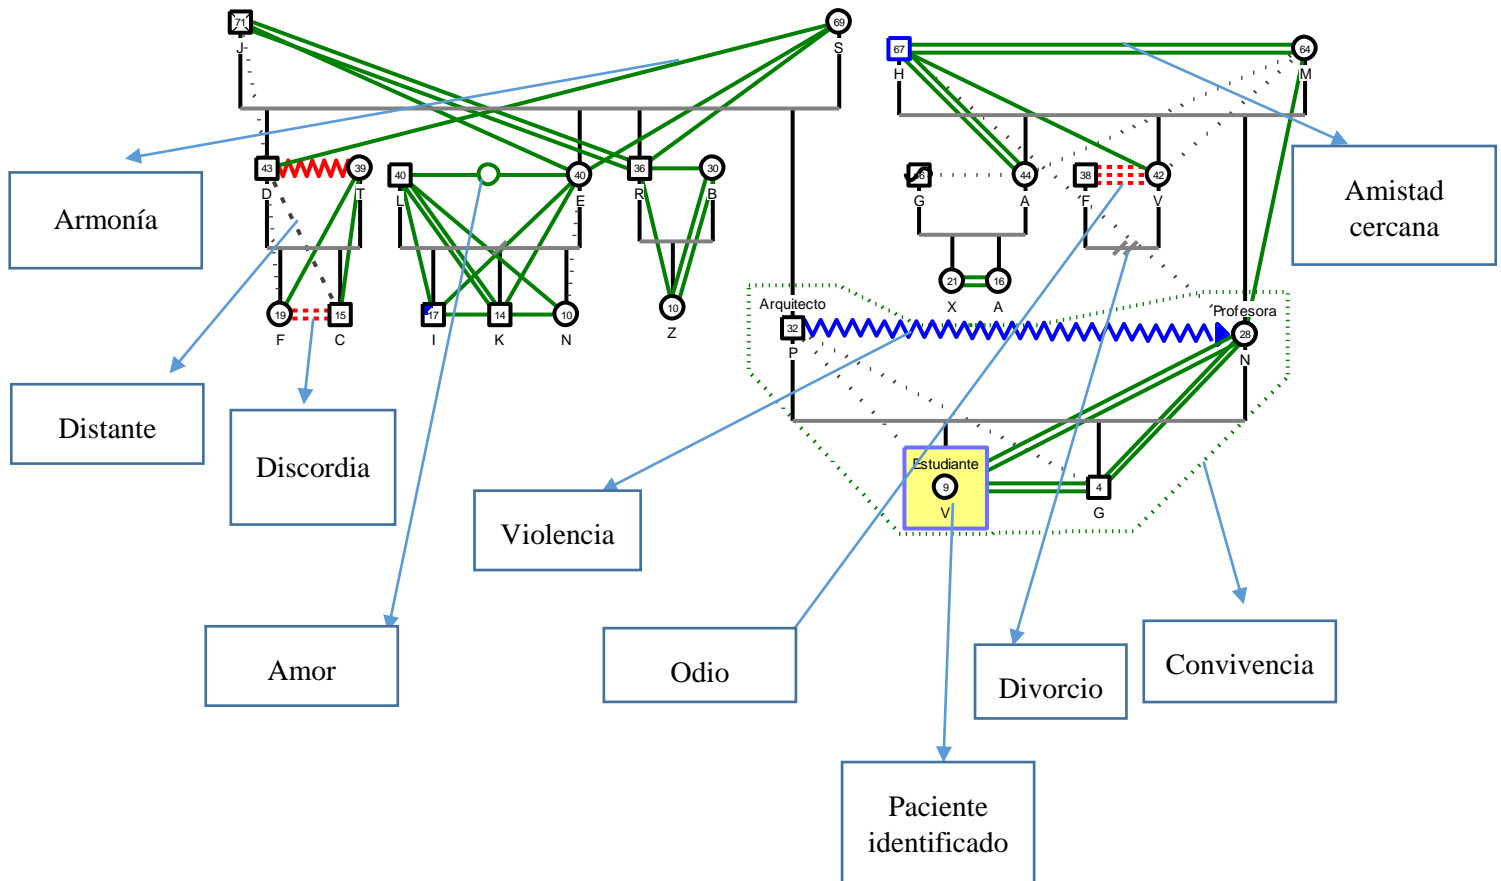 71
69
67
64
J
S
H
M
43
39
40
40
36
30
44
38
42
D
T
L
E
R
B
G
A
F
V
Armonía
Amistad
cercana
21
16
X
A
19
15
17
14
10
10
F
C
I
K
N
Z
Arquitecto
Profesora
32
28
P
N
Distante
Discordia
Estudiante
9
4
V
G
Violencia
Amor
Odio
Divorcio
Convivencia
Paciente
identificado